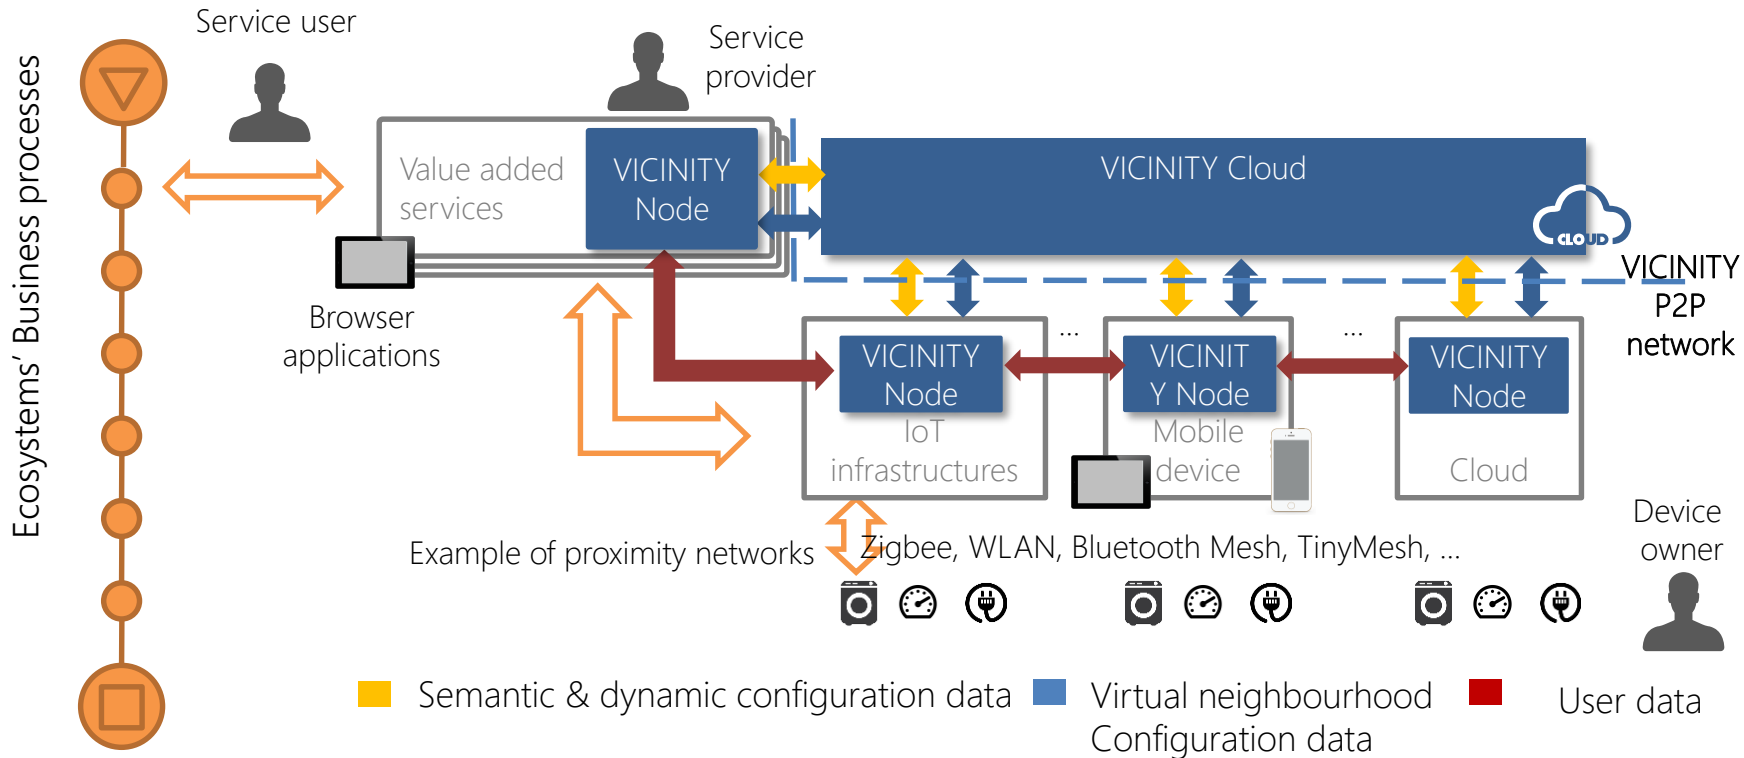 Ecosystems' Business processes
Service user
Service
provider
Value added
services
VICINITY
Node
VICINITY Cloud
CLOUD
VICINITY
P2P
network
Browser
applications
...
...
VICINITY
Node
IoT
infrastructures
VICINIT
Y Node
Mobile
device
VICINITY
Node
Cloud
Example of proximity networks
Zigbee, WLAN, Bluetooth Mesh, TinyMesh, ...
Device
owner
Semantic & dynamic configuration data
Virtual neighbourhood
Configuration data
User data